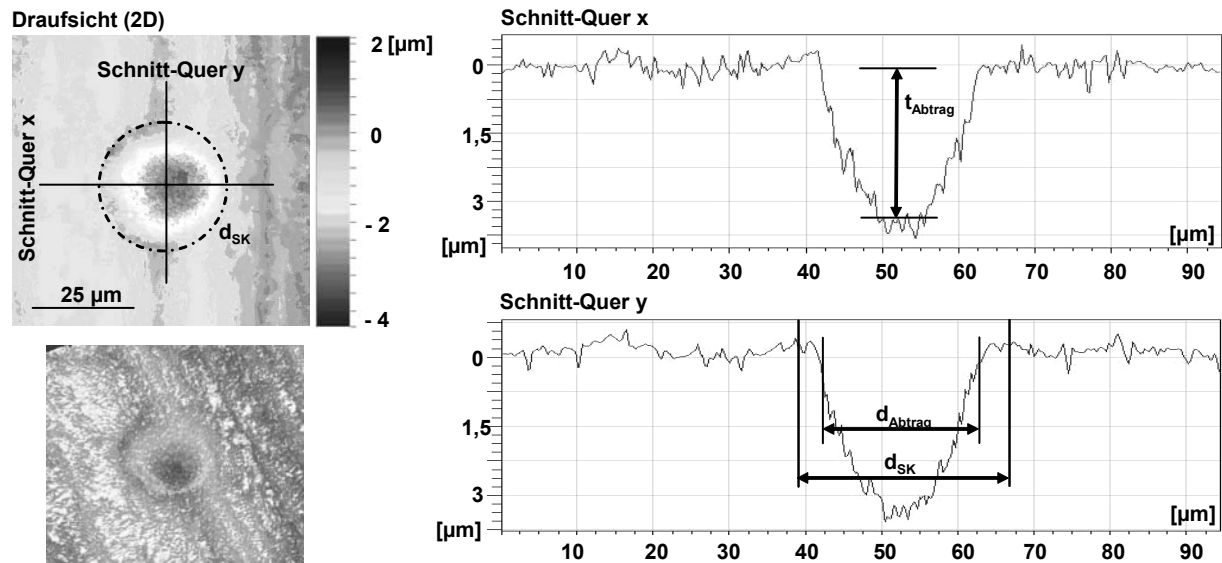 Draufsicht (2D)
Schnitt-Quer y
Schnitt-Quer x
d_SK
25 µm
2 [µm]
0
- 2
- 4
Schnitt-Quer x
0
1,5
3
[µm]
t_Abtrag
[µm]
10 20 30 40 50 60 70 80 90
Schnitt-Quer y
0
1,5
3
[µm]
d_Abtrag
d_SK
[µm]
10 20 30 40 50 60 70 80 90